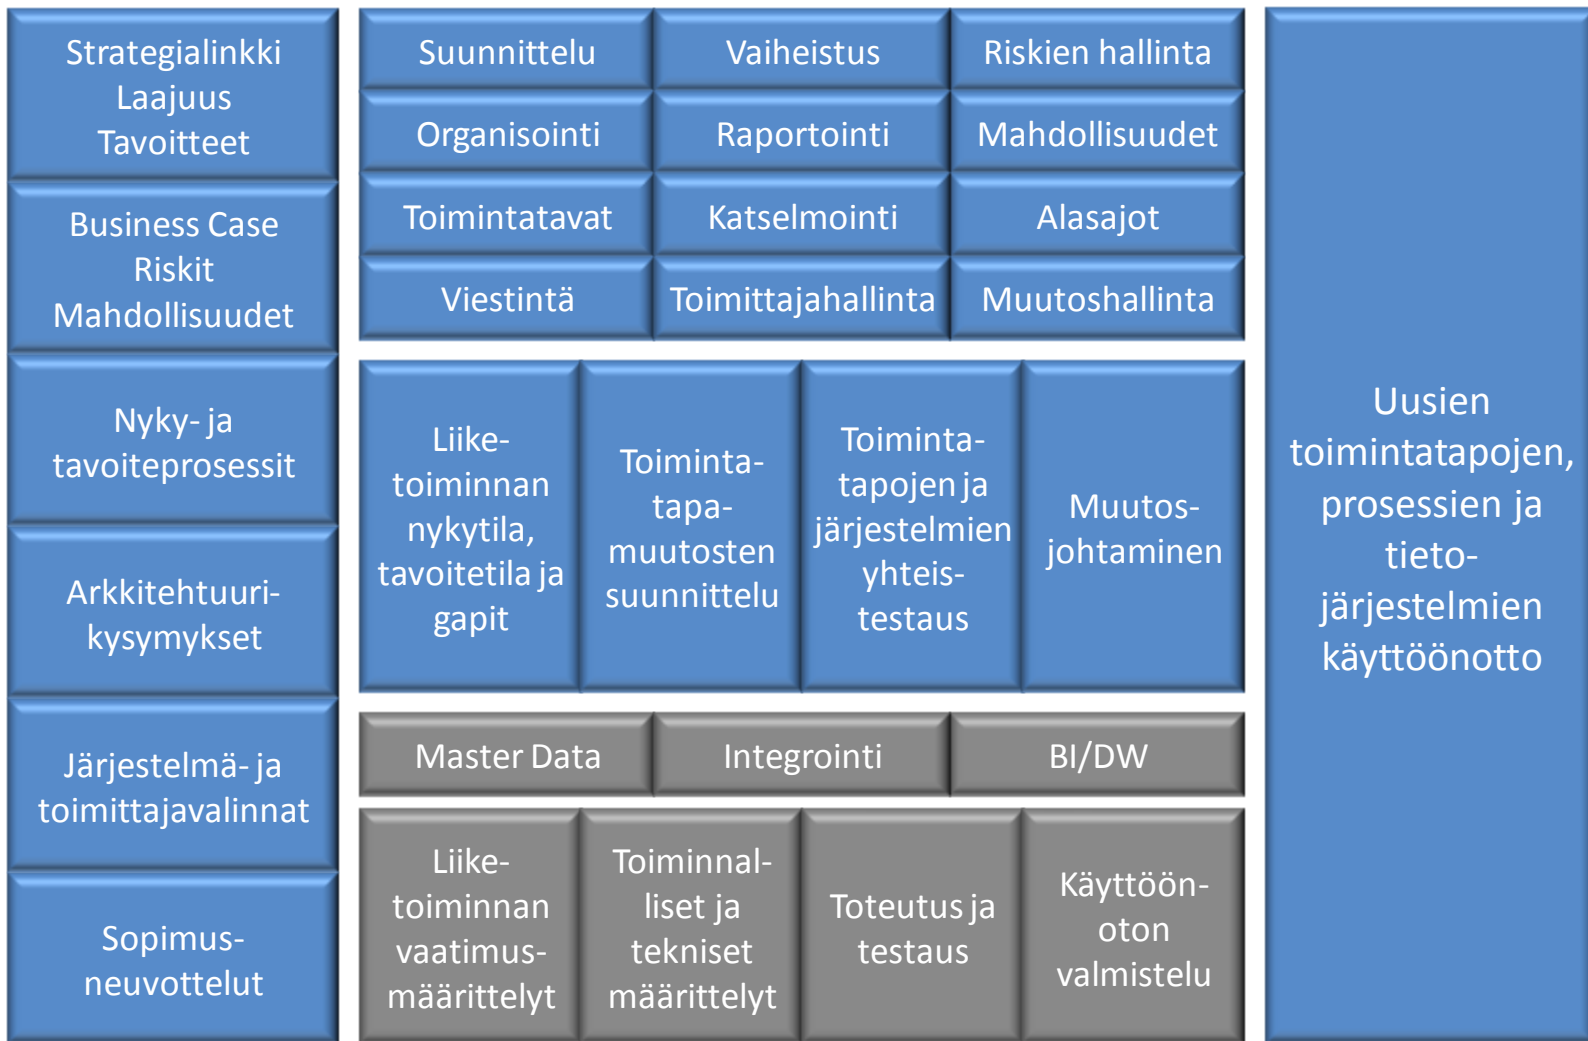 Strategialinkki
Laajuus
Tavoitteet
Business Case
Riskit
Mahdollisuudet
Nyky- ja
tavoiteprosessit
Arkkitehtuuri-
kysymykset
Järjestelmä- ja
toimittajavalinnat
Sopimus-
neuvottelut
Suunnittelu
Vaiheistus
Riskien hallinta
Organisointi
Raportointi
Mahdollisuudet
Toimintatavat
Katselmointi
Alasajot
Viestintä
Toimittajahallinta
Muutoshallinta
Liike-
toiminnan
nykytila,
tavoitetila ja
gapit
Toiminta-
tapa-
muutosten
suunnittelu
Toiminta-
tapojen ja
järjestelmien
yhteis-
testaus
Muutos-
johtaminen
Master Data
Integrointi
BI/DW
Liike-
toiminnan
vaatimus-
määrittelyt
Toiminnal-
liset ja
tekniset
määrittelyt
Toteutus ja
testaus
Käyttöön-
oton
valmistelu
Uusien
toimintatapojen,
prosessien ja
tieto-
järjestelmien
käyttöönotto